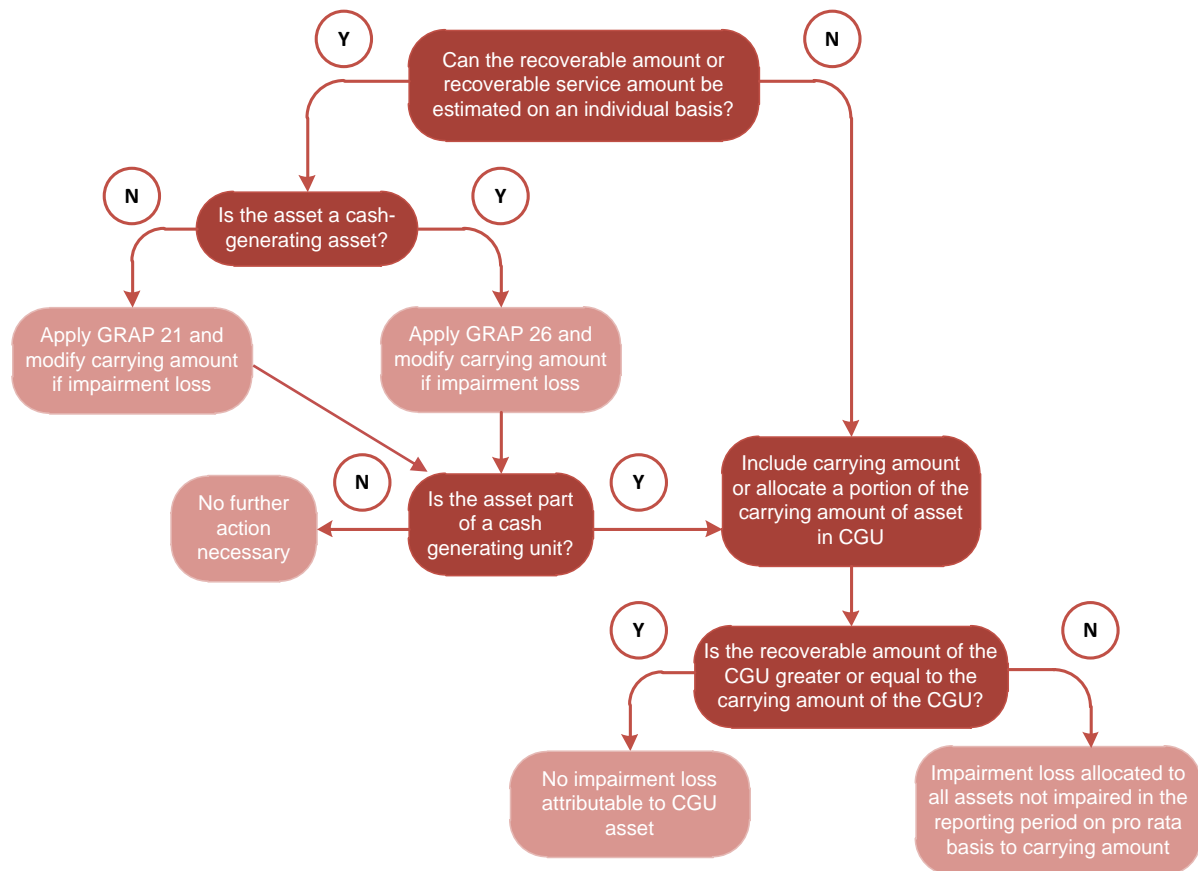 Y
N
Can the recoverable amount or
recoverable service amount be
estimated on an individual basis?
N
Y
Is the asset a cash-
generating asset?
Apply GRAP 21 and
modify carrying amount
if impairment loss
Apply GRAP 26 and
modify carrying amount
if impairment loss
N
Y
No further
action
necessary
Is the asset part
of a cash
generating unit?
Include carrying amount
or allocate a portion of the
carrying amount of asset
in CGU
Y
N
Is the recoverable amount of the
CGU greater or equal to the
carrying amount of the CGU?
No impairment loss
attributable to CGU
asset
Impairment loss allocated to
all assets not impaired in the
reporting period on pro rata
basis to carrying amount